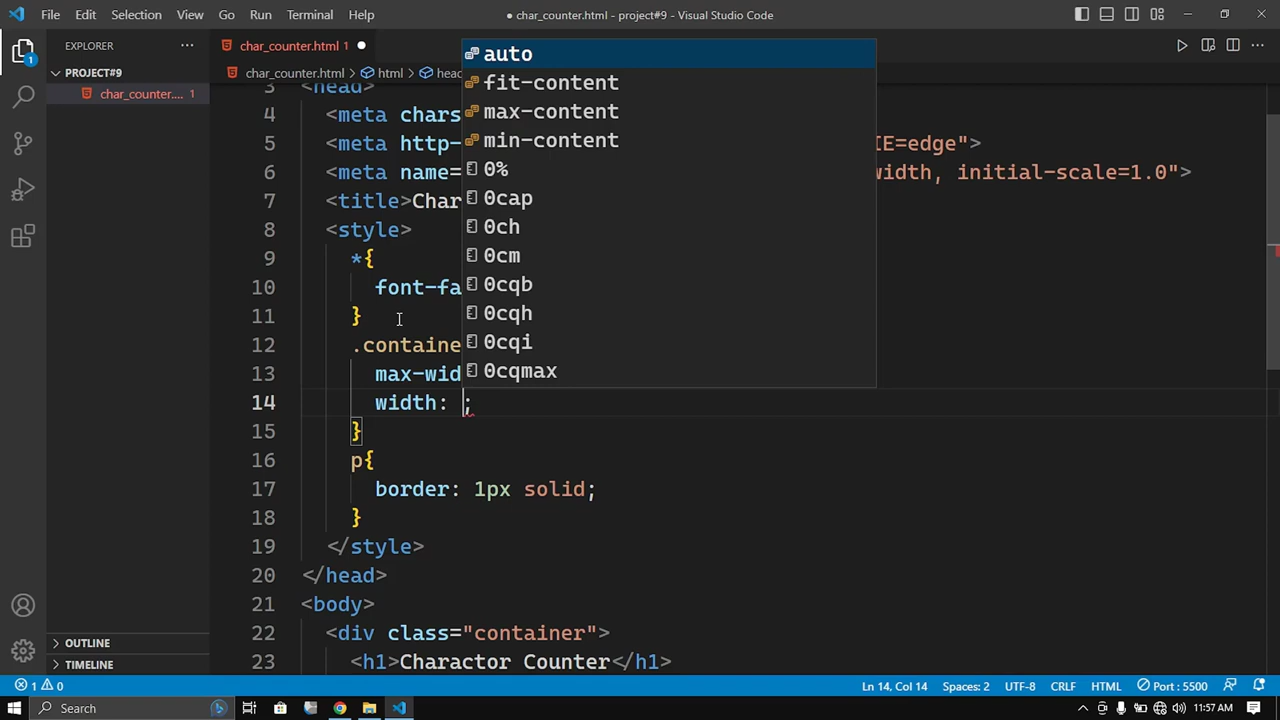 File Edit Selection View Go Run Terminal Help
char_counter.html - project#9 - Visual Studio Code
EXPLORER
PROJECT#9
char_counter.... 1
OUTLINE
TIMELINE
char_counter.html 1
char_counter.html > html > head
3 <head>
4 <meta chars
5 <meta http- IE=edge">
6 <meta name= width, initial-scale=1.0">
7 <title>Char
8 <style>
9 *{
10 font-fa
11 }
12 .containe
13 max-wid
14 width: ;
15 }
16 p{
17 border: 1px solid;
18 }
19 </style>
20 </head>
21 <body>
22 <div class="container">
23 <h1>Charactor Counter</h1>
auto
fit-content
max-content
min-content
0%
0cap
0ch
0cm
0cqb
0cqh
0cqi
0cqmax
1 0
Ln 14, Col 14 Spaces: 2 UTF-8 CRLF HTML Port : 5500
Search
11:57 AM